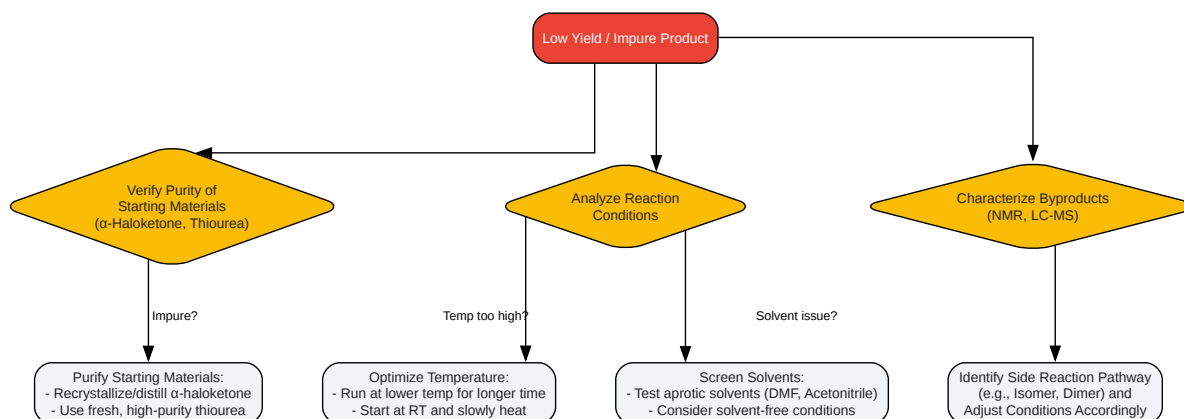 Low Yield / Impure Product
Verify Purity of
Starting Materials
(α-Haloketone, Thiourea)
Analyze Reaction
Conditions
Characterize Byproducts
(NMR, LC-MS)
Impure?
Temp too high?
Solvent issue?
Purify Starting Materials:
- Recrystallize/distill α-haloketone
- Use fresh, high-purity thiourea
Optimize Temperature:
- Run at lower temp for longer time
- Start at RT and slowly heat
Screen Solvents:
- Test aprotic solvents (DMF, Acetonitrile)
- Consider solvent-free conditions
Identify Side Reaction Pathway
(e.g., Isomer, Dimer) and
Adjust Conditions Accordingly